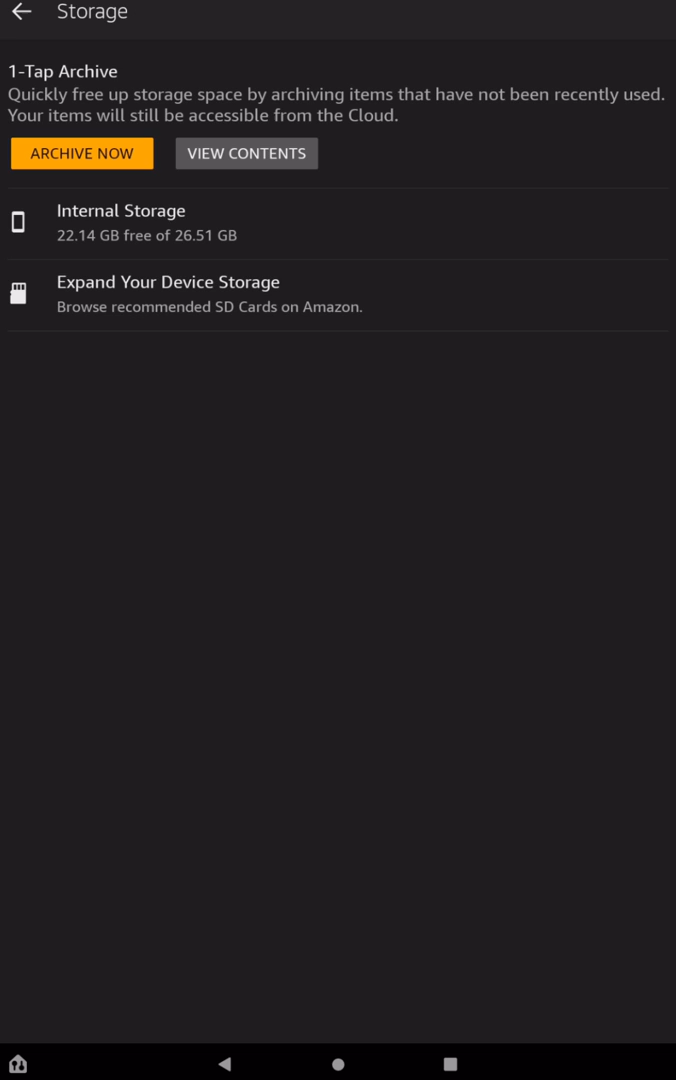 Storage
1-Tap Archive
Quickly free up storage space by archiving items that have not been recently used.
Your items will still be accessible from the Cloud.
ARCHIVE NOW
VIEW CONTENTS
Internal Storage
22.14 GB free of 26.51 GB
Expand Your Device Storage
Browse recommended SD Cards on Amazon.